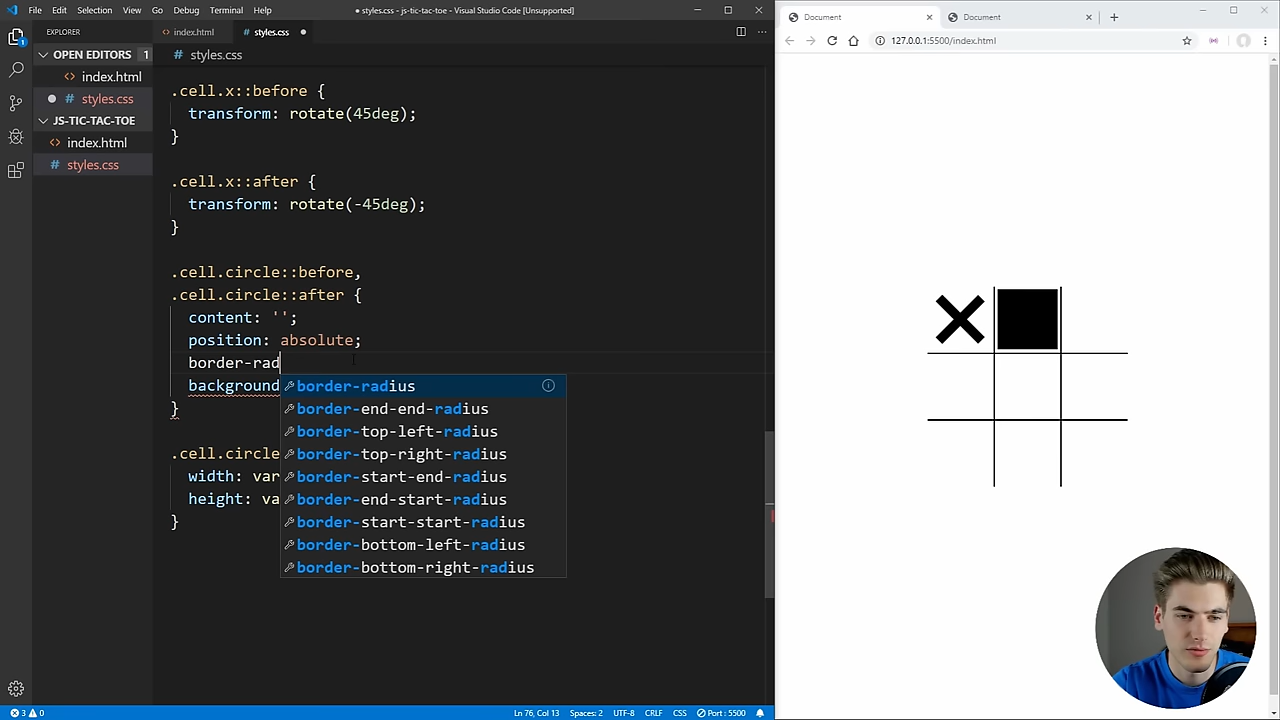 File Edit Selection View Go Debug Terminal Help
● styles.css - js-tic-tac-toe - Visual Studio Code [Unsupported]
EXPLORER
OPEN EDITORS 1
index.html
styles.css
JS-TIC-TAC-TOE
index.html
styles.css
index.html
styles.css
styles.css
.cell.x::before {
transform: rotate(45deg);
}
.cell.x::after {
transform: rotate(-45deg);
}
.cell.circle::before,
.cell.circle::after {
content: '';
position: absolute;
border-rad
background
}
.cell.circle
width: var
height: va
}
border-radius
border-end-end-radius
border-top-left-radius
border-top-right-radius
border-start-end-radius
border-end-start-radius
border-start-start-radius
border-bottom-left-radius
border-bottom-right-radius
1
3 0
Ln 76, Col 13 Spaces: 2 UTF-8 CRLF CSS Port : 5500
Document
Document
127.0.0.1:5500/index.html